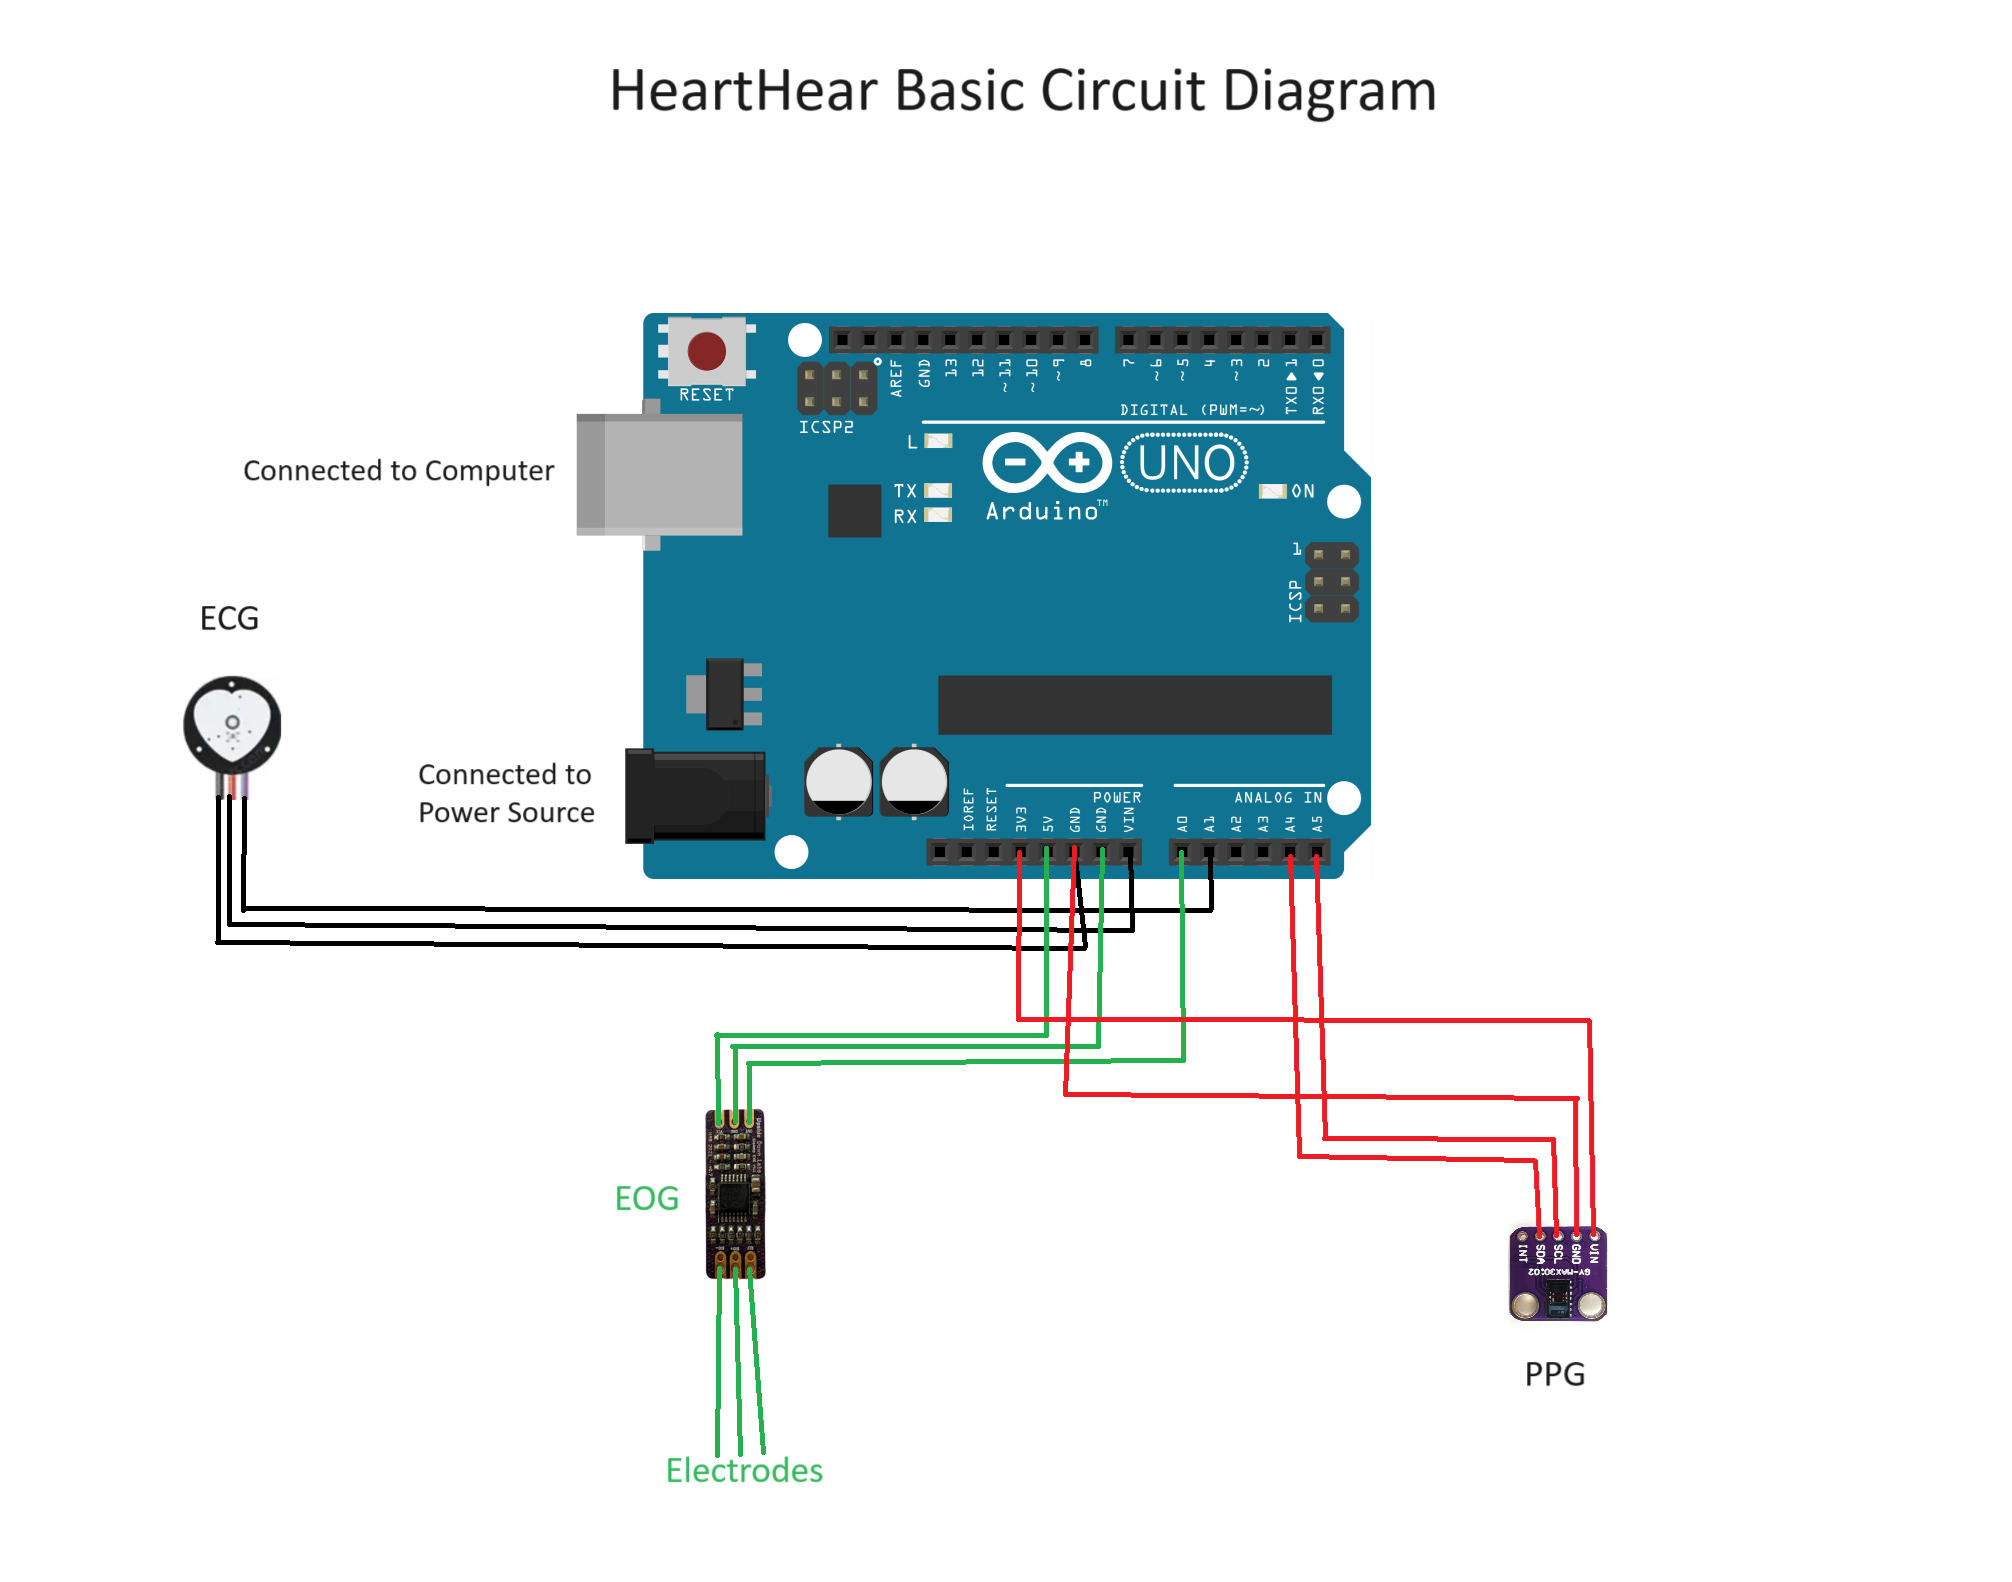 HeartHear Basic Circuit Diagram
RESET
ICSP2
AREF
GND
13
12
~11
~10
~9
8
7
~6
~5
4
~3
2
TX0 1
RX0 0
DIGITAL (PWM=~)
L
TX
RX
UNO
Arduino™
ON
1
ICSP
Connected to Computer
ECG
Connected to
Power Source
IOREF
RESET
3V3
5V
GND
GND
VIN
POWER
A0
A1
A2
A3
A4
A5
ANALOG IN
EOG
Electrodes
INT
SDA
SCL
GND
VIN
GY-MAX30102
PPG